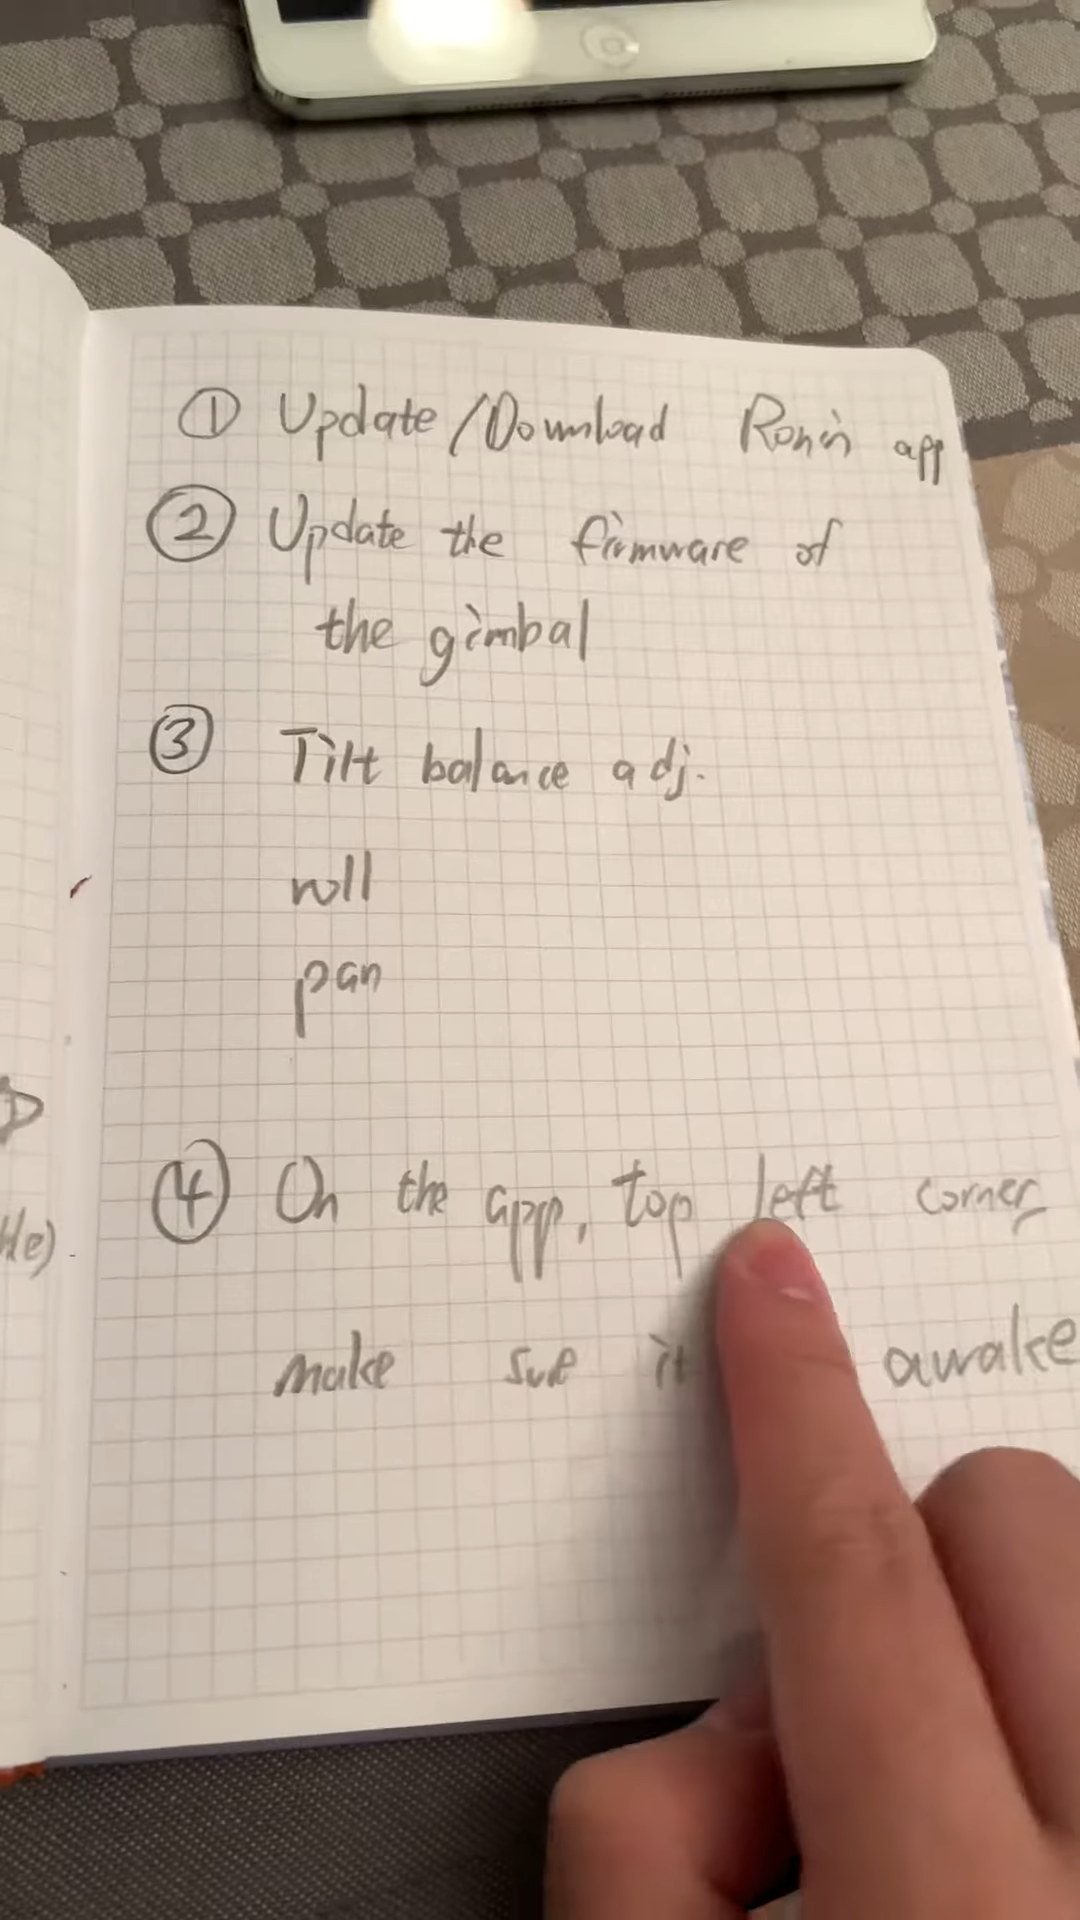 ① Update/Download Ronin app
② Update the firmware of
the gimbal
③ Tilt balance adj.
roll
pan
④ On the app, top left corner
make sure it awake